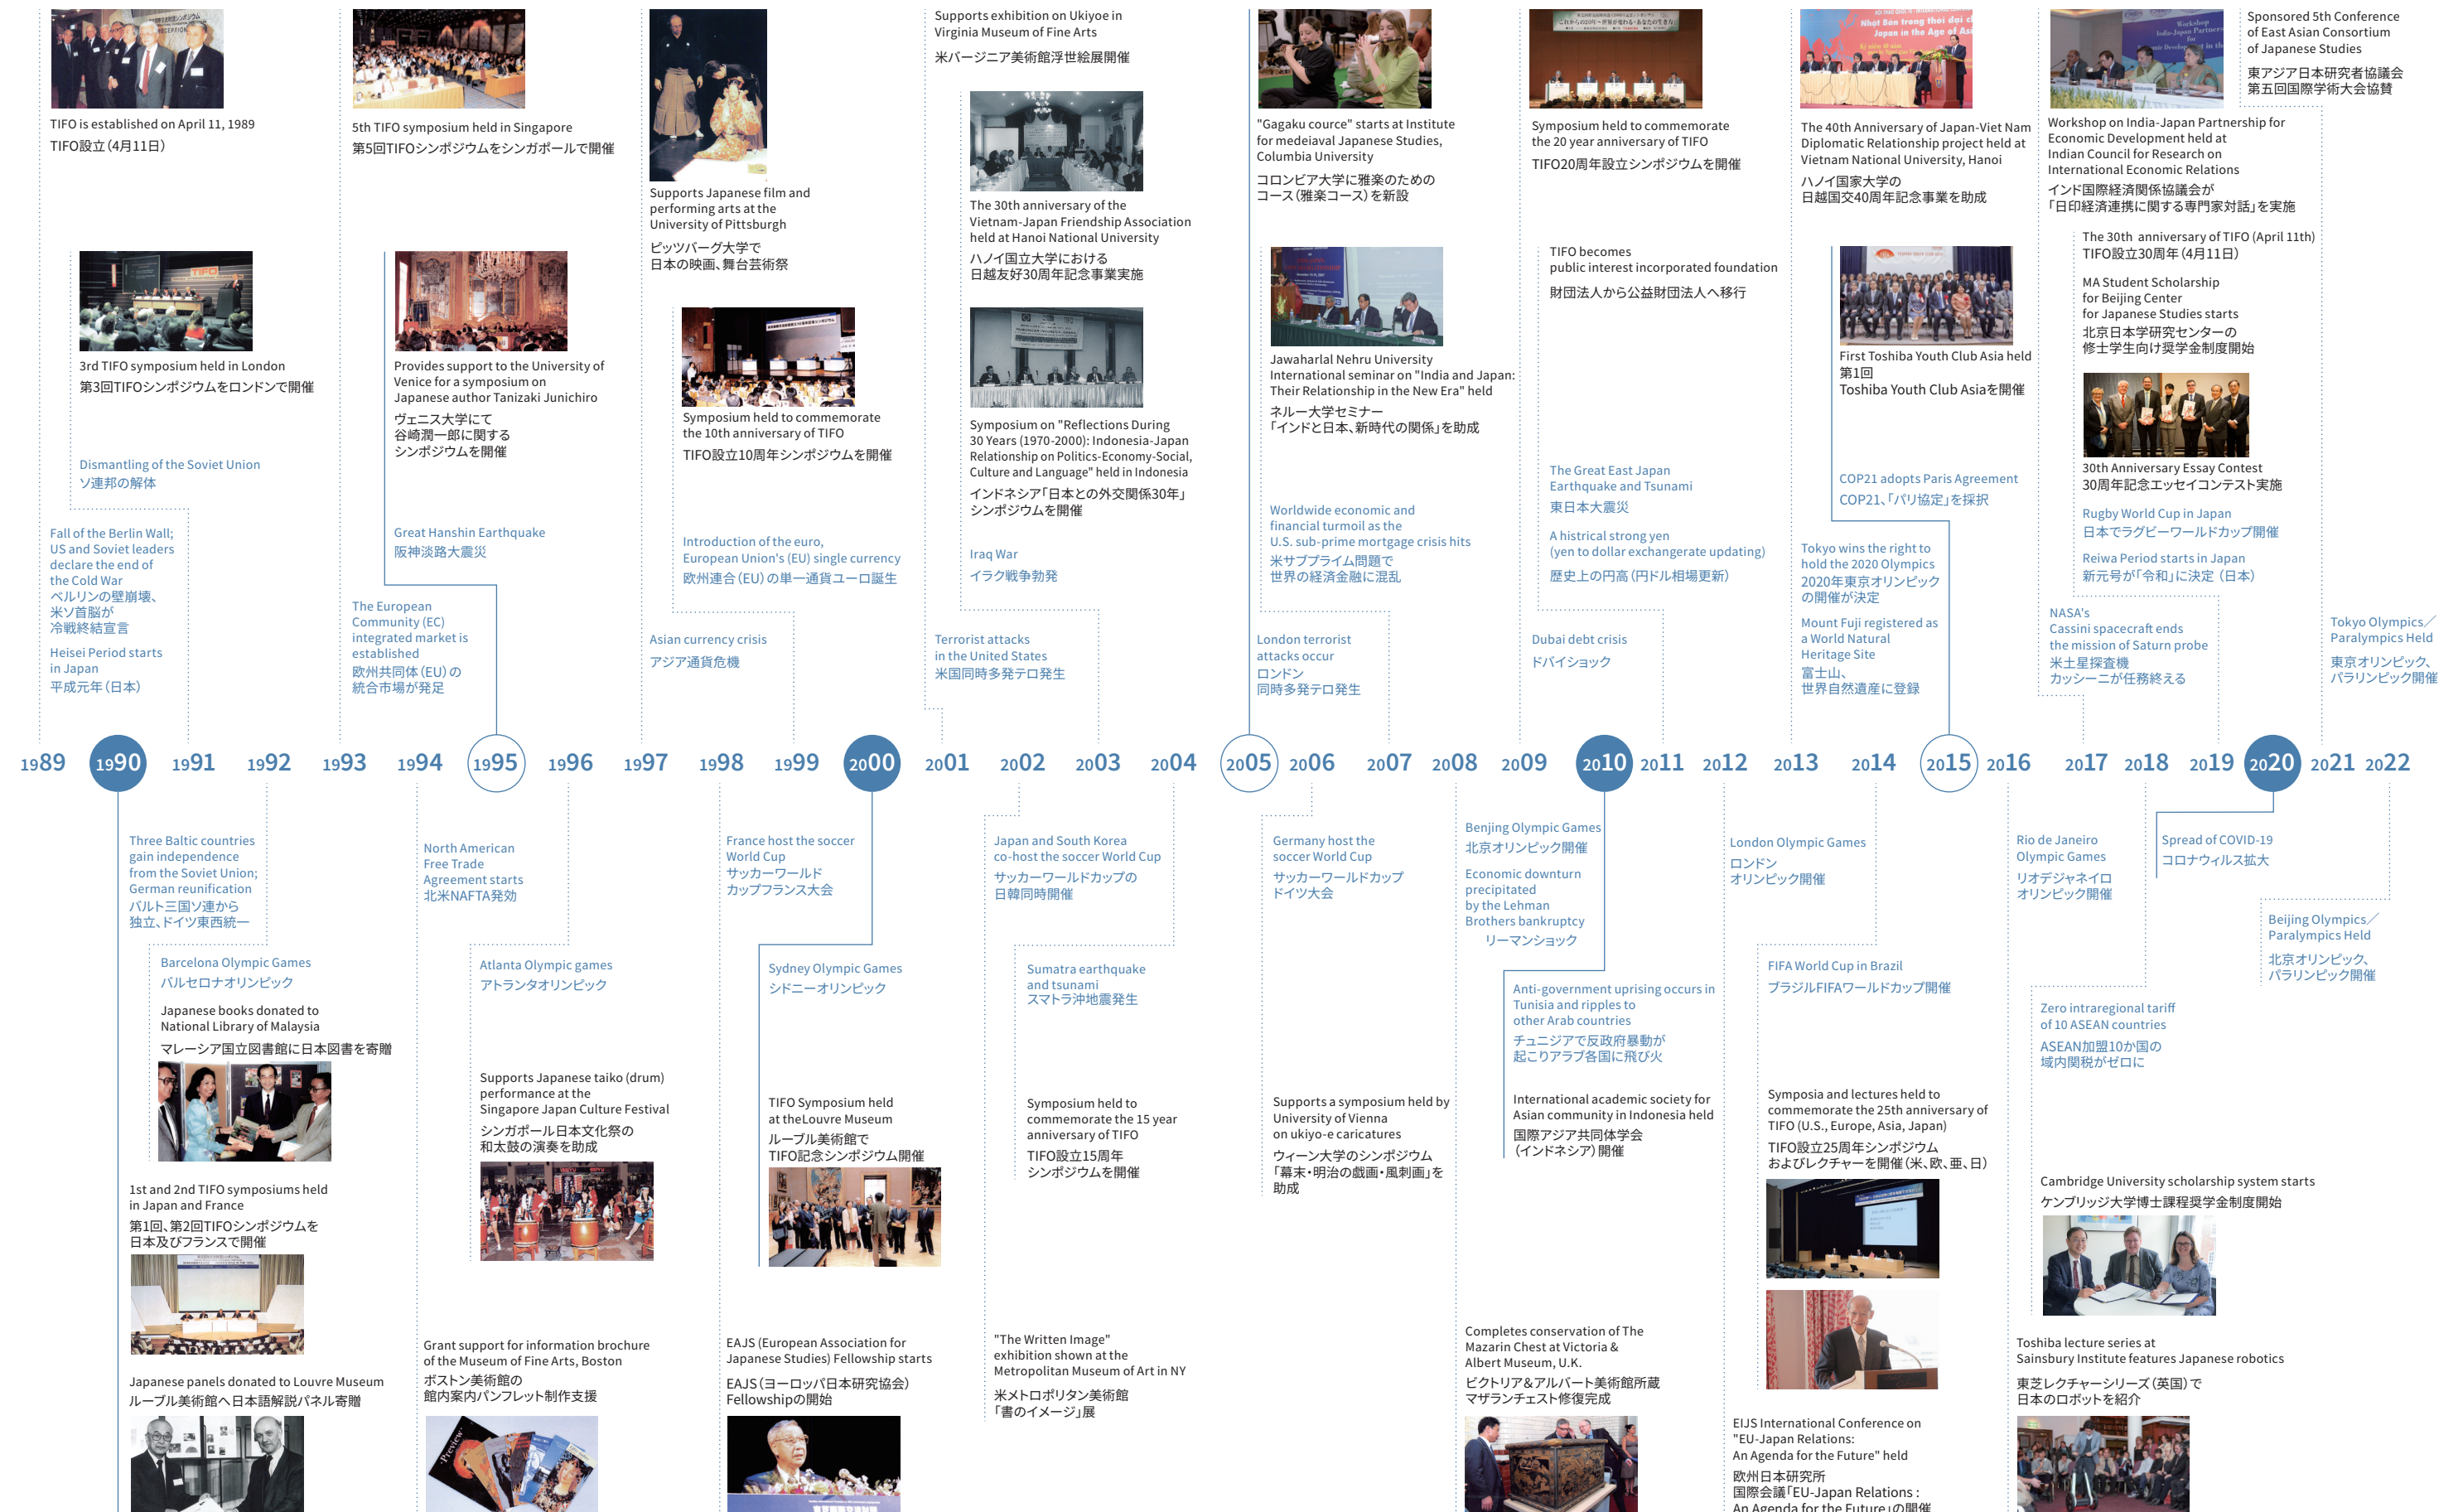 TIFO is established on April 11, 1989
TIFO設立（4月11日）
3rd TIFO symposium held in London
第3回TIFOシンポジウムをロンドンで開催
Dismantling of the Soviet Union
ソ連邦の解体
Fall of the Berlin Wall;
US and Soviet leaders
declare the end of
the Cold War
ベルリンの壁崩壊、
米ソ首脳が
冷戦終結宣言
Heisei Period starts
in Japan
平成元年（日本）
5th TIFO symposium held in Singapore
第5回TIFOシンポジウムをシンガポールで開催
Provides support to the University of
Venice for a symposium on
Japanese author Tanizaki Junichiro
ヴェニス大学にて
谷崎潤一郎に関する
シンポジウムを開催
Great Hanshin Earthquake
阪神淡路大震災
The European
Community (EC)
integrated market is
established
欧州共同体（EU）の
統合市場が発足
Supports Japanese film and
performing arts at the
University of Pittsburgh
ピッツバーグ大学で
日本の映画、舞台芸術祭
Symposium held to commemorate
the 10th anniversary of TIFO
TIFO設立10周年シンポジウムを開催
Introduction of the euro,
European Union's (EU) single currency
欧州連合（EU）の単一通貨ユーロ誕生
Asian currency crisis
アジア通貨危機
Supports exhibition on Ukiyoe in
Virginia Museum of Fine Arts
米バージニア美術館浮世絵展開催
The 30th anniversary of the
Vietnam-Japan Friendship Association
held at Hanoi National University
ハノイ国立大学における
日越友好30周年記念事業実施
Symposium on "Reflections During
30 Years (1970-2000): Indonesia-Japan
Relationship on Politics-Economy-Social,
Culture and Language" held in Indonesia
インドネシア「日本との外交関係30年」
シンポジウムを開催
Iraq War
イラク戦争勃発
Terrorist attacks
in the United States
米国同時多発テロ発生
"Gagaku cource" starts at Institute
for medeiaval Japanese Studies,
Columbia University
コロンビア大学に雅楽のための
コース（雅楽コース）を新設
Jawaharlal Nehru University
International seminar on "India and Japan:
Their Relationship in the New Era" held
ネルー大学セミナー
「インドと日本、新時代の関係」を助成
Worldwide economic and
financial turmoil as the
U.S. sub-prime mortgage crisis hits
米サブプライム問題で
世界の経済金融に混乱
London terrorist
attacks occur
ロンドン
同時多発テロ発生
Symposium held to commemorate
the 20 year anniversary of TIFO
TIFO20周年設立シンポジウムを開催
TIFO becomes
public interest incorporated foundation
財団法人から公益財団法人へ移行
The Great East Japan
Earthquake and Tsunami
東日本大震災
A histrical strong yen
(yen to dollar exchangerate updating)
歴史上の円高（円ドル相場更新）
Dubai debt crisis
ドバイショック
Nhật Bản trong thời đại
Japan in the Age of
The 40th Anniversary of Japan-Viet Nam
Diplomatic Relationship project held at
Vietnam National University, Hanoi
ハノイ国家大学の
日越国交40周年記念事業を助成
First Toshiba Youth Club Asia held
第1回
Toshiba Youth Club Asiaを開催
COP21 adopts Paris Agreement
COP21、「パリ協定」を採択
Tokyo wins the right to
hold the 2020 Olympics
2020年東京オリンピック
の開催が決定
Mount Fuji registered as
a World Natural
Heritage Site
富士山、
世界自然遺産に登録
Workshop
Workshop on India-Japan Partnership for
Economic Development held at
Indian Council for Research on
International Economic Relations
インド国際経済関係協議会が
「日印経済連携に関する専門家対話」を実施
The 30th anniversary of TIFO (April 11th)
TIFO設立30周年（4月11日）
MA Student Scholarship
for Beijing Center
for Japanese Studies starts
北京日本学研究センターの
修士学生向け奨学金制度開始
30th Anniversary Essay Contest
30周年記念エッセイコンテスト実施
Rugby World Cup in Japan
日本でラグビーワールドカップ開催
Reiwa Period starts in Japan
新元号が「令和」に決定（日本）
NASA's
Cassini spacecraft ends
the mission of Saturn probe
米土星探査機
カッシーニが任務終える
Sponsored 5th Conference
of East Asian Consortium
of Japanese Studies
東アジア日本研究者協議会
第五回国際学術大会協賛
Tokyo Olympics／
Paralympics Held
東京オリンピック、
パラリンピック開催
1989 1990 1991 1992 1993 1994 1995 1996 1997 1998 1999 2000 2001 2002 2003 2004 2005 2006 2007 2008 2009 2010 2011 2012 2013 2014 2015 2016 2017 2018 2019 2020 2021 2022
Three Baltic countries
gain independence
from the Soviet Union;
German reunification
バルト三国ソ連から
独立、ドイツ東西統一
Barcelona Olympic Games
バルセロナオリンピック
Japanese books donated to
National Library of Malaysia
マレーシア国立図書館に日本図書を寄贈
1st and 2nd TIFO symposiums held
in Japan and France
第1回、第2回TIFOシンポジウムを
日本及びフランスで開催
Japanese panels donated to Louvre Museum
ルーブル美術館へ日本語解説パネル寄贈
North American
Free Trade
Agreement starts
北米NAFTA発効
Atlanta Olympic games
アトランタオリンピック
Supports Japanese taiko (drum)
performance at the
Singapore Japan Culture Festival
シンガポール日本文化祭の
和太鼓の演奏を助成
Grant support for information brochure
of the Museum of Fine Arts, Boston
ボストン美術館の
館内案内パンフレット制作支援
Preview
France host the soccer
World Cup
サッカーワールド
カップフランス大会
Sydney Olympic Games
シドニーオリンピック
TIFO Symposium held
at theLouvre Museum
ルーブル美術館で
TIFO記念シンポジウム開催
EAJS (European Association for
Japanese Studies) Fellowship starts
EAJS（ヨーロッパ日本研究協会）
Fellowshipの開始
Japan and South Korea
co-host the soccer World Cup
サッカーワールドカップの
日韓同時開催
Sumatra earthquake
and tsunami
スマトラ沖地震発生
Symposium held to
commemorate the 15 year
anniversary of TIFO
TIFO設立15周年
シンポジウムを開催
"The Written Image"
exhibition shown at the
Metropolitan Museum of Art in NY
米メトロポリタン美術館
「書のイメージ」展
Germany host the
soccer World Cup
サッカーワールドカップ
ドイツ大会
Supports a symposium held by
University of Vienna
on ukiyo-e caricatures
ウィーン大学のシンポジウム
「幕末・明治の戯画・風刺画」を
助成
Benjing Olympic Games
北京オリンピック開催
Economic downturn
precipitated
by the Lehman
Brothers bankruptcy
リーマンショック
Anti-government uprising occurs in
Tunisia and ripples to
other Arab countries
チュニジアで反政府暴動が
起こりアラブ各国に飛び火
International academic society for
Asian community in Indonesia held
国際アジア共同体学会
（インドネシア）開催
Completes conservation of The
Mazarin Chest at Victoria &
Albert Museum, U.K.
ビクトリア＆アルバート美術館所蔵
マザランチェスト修復完成
London Olympic Games
ロンドン
オリンピック開催
FIFA World Cup in Brazil
ブラジルFIFAワールドカップ開催
Symposia and lectures held to
commemorate the 25th anniversary of
TIFO (U.S., Europe, Asia, Japan)
TIFO設立25周年シンポジウム
およびレクチャーを開催（米、欧、亜、日）
EIJS International Conference on
"EU-Japan Relations:
An Agenda for the Future" held
欧州日本研究所
国際会議「EU-Japan Relations :
An Agenda for the Future」の開催
Rio de Janeiro
Olympic Games
リオデジャネイロ
オリンピック開催
Zero intraregional tariff
of 10 ASEAN countries
ASEAN加盟10か国の
域内関税がゼロに
Cambridge University scholarship system starts
ケンブリッジ大学博士課程奨学金制度開始
Toshiba lecture series at
Sainsbury Institute features Japanese robotics
東芝レクチャーシリーズ（英国）で
日本のロボットを紹介
Spread of COVID-19
コロナウィルス拡大
Beijing Olympics／
Paralympics Held
北京オリンピック、
パラリンピック開催